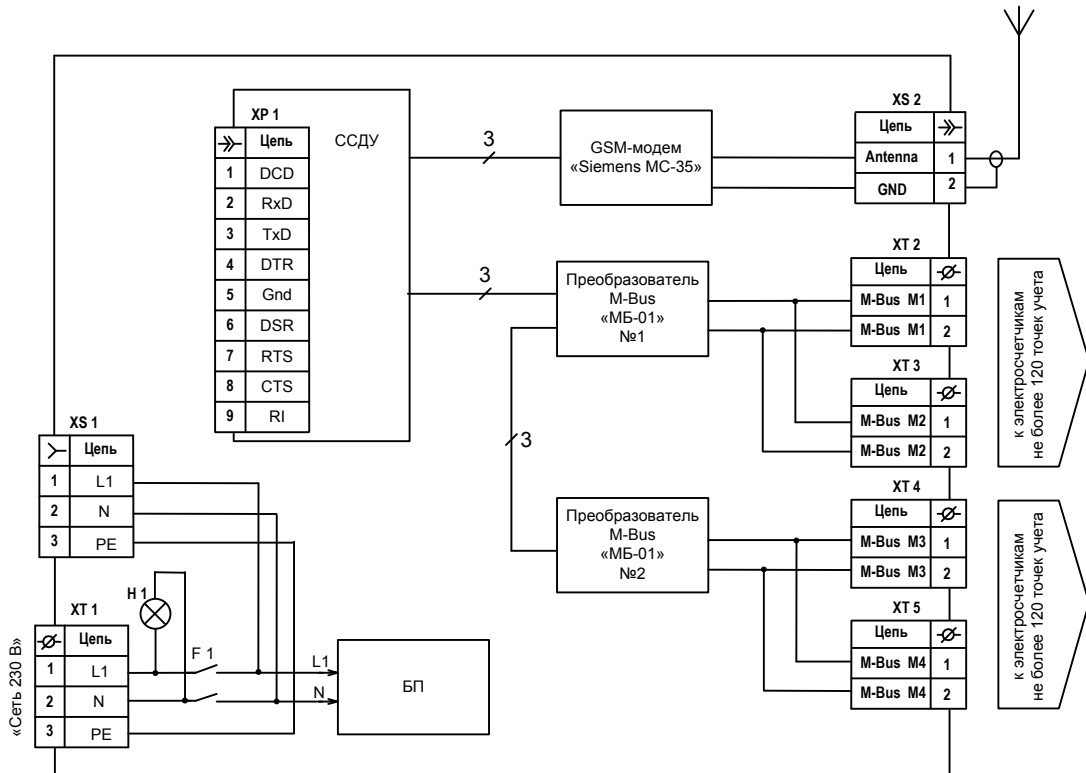 XP 1
Цепь
1 DCD
2 RxD
3 TxD
4 DTR
5 Gnd
6 DSR
7 RTS
8 CTS
9 RI
ССДУ
3
GSM-модем
«Siemens MC-35»
XS 2
Цепь
Antenna 1
GND 2
3
Преобразователь
M-Bus
«МБ-01»
№1
XT 2
Цепь
M-Bus M1 1
M-Bus M1 2
XT 3
Цепь
M-Bus M2 1
M-Bus M2 2
к электросчетчикам
не более 120 точек учета
3
Преобразователь
M-Bus
«МБ-01»
№2
XT 4
Цепь
M-Bus M3 1
M-Bus M3 2
XT 5
Цепь
M-Bus M4 1
M-Bus M4 2
к электросчетчикам
не более 120 точек учета
XS 1
Цепь
1 L1
2 N
3 PE
XT 1
Цепь
1 L1
2 N
3 PE
«Сеть 230 В»
H 1
F 1
L1
N
БП